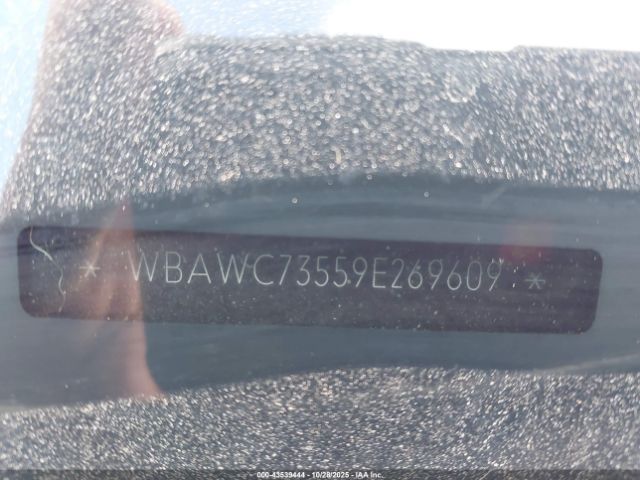 * WBAWC73559E269609 *
000-43539444 | 10/28/2025 | IAA Inc.